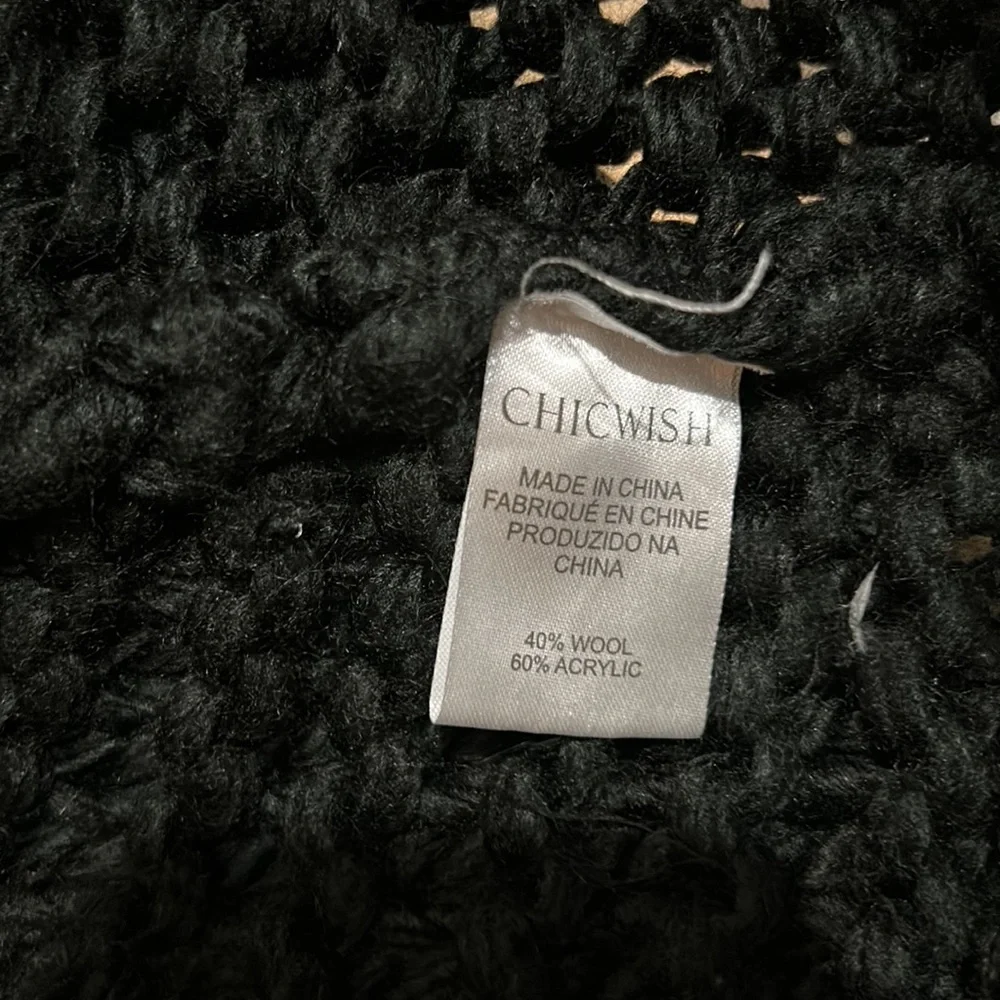 CHICWISH
MADE IN CHINA
FABRIQUÉ EN CHINE
PRODUZIDO NA
CHINA
40% WOOL
60% ACRYLIC